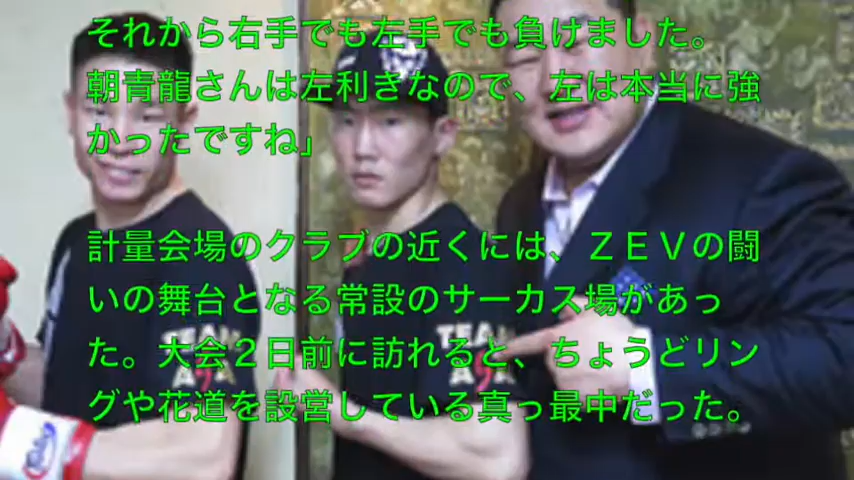 それから右手でも左手でも負けました。
朝青龍さんは左利きなので、左は本当に強
かったですね」
計量会場のクラブの近くには、ＺＥＶの闘
いの舞台となる常設のサーカス場があっ
た。大会２日前に訪れると、ちょうどリン
グや花道を設営している真っ最中だった。
TEAM
TEAM